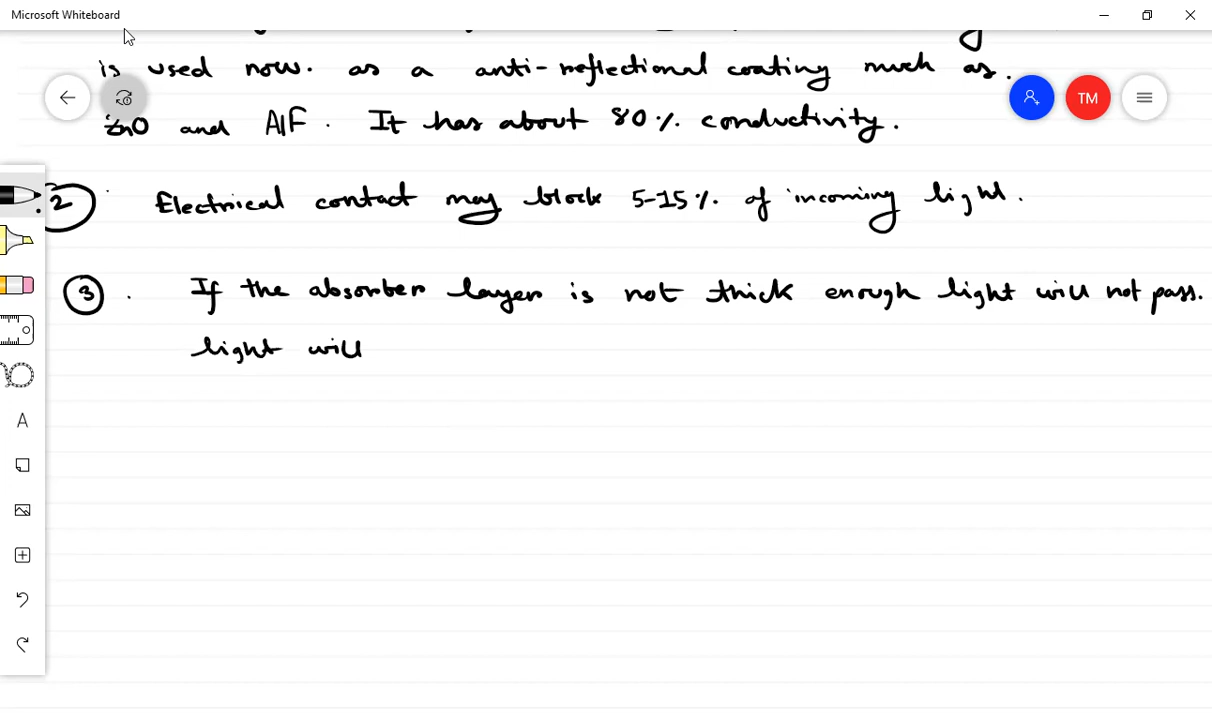 Microsoft Whiteboard
is used now. as a anti-reflectional coating much as.
TM
ZnO and AlF. It has about 80% conductivity.
2 Electrical contact may block 5-15% of incoming light.
3. If the absorber layer is not thick enough light will not pass.
light will
A